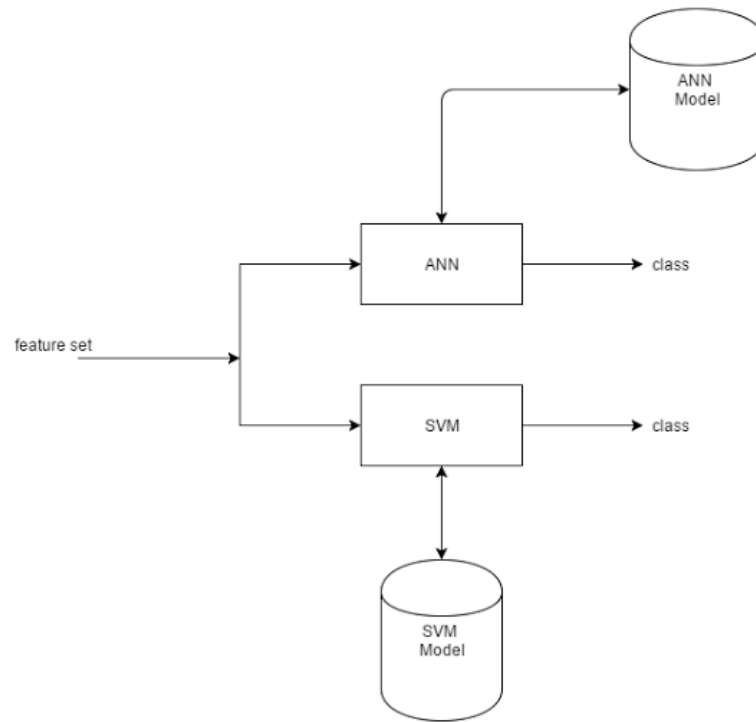 ANN
Model
ANN
class
feature set
SVM
class
SVM
Model